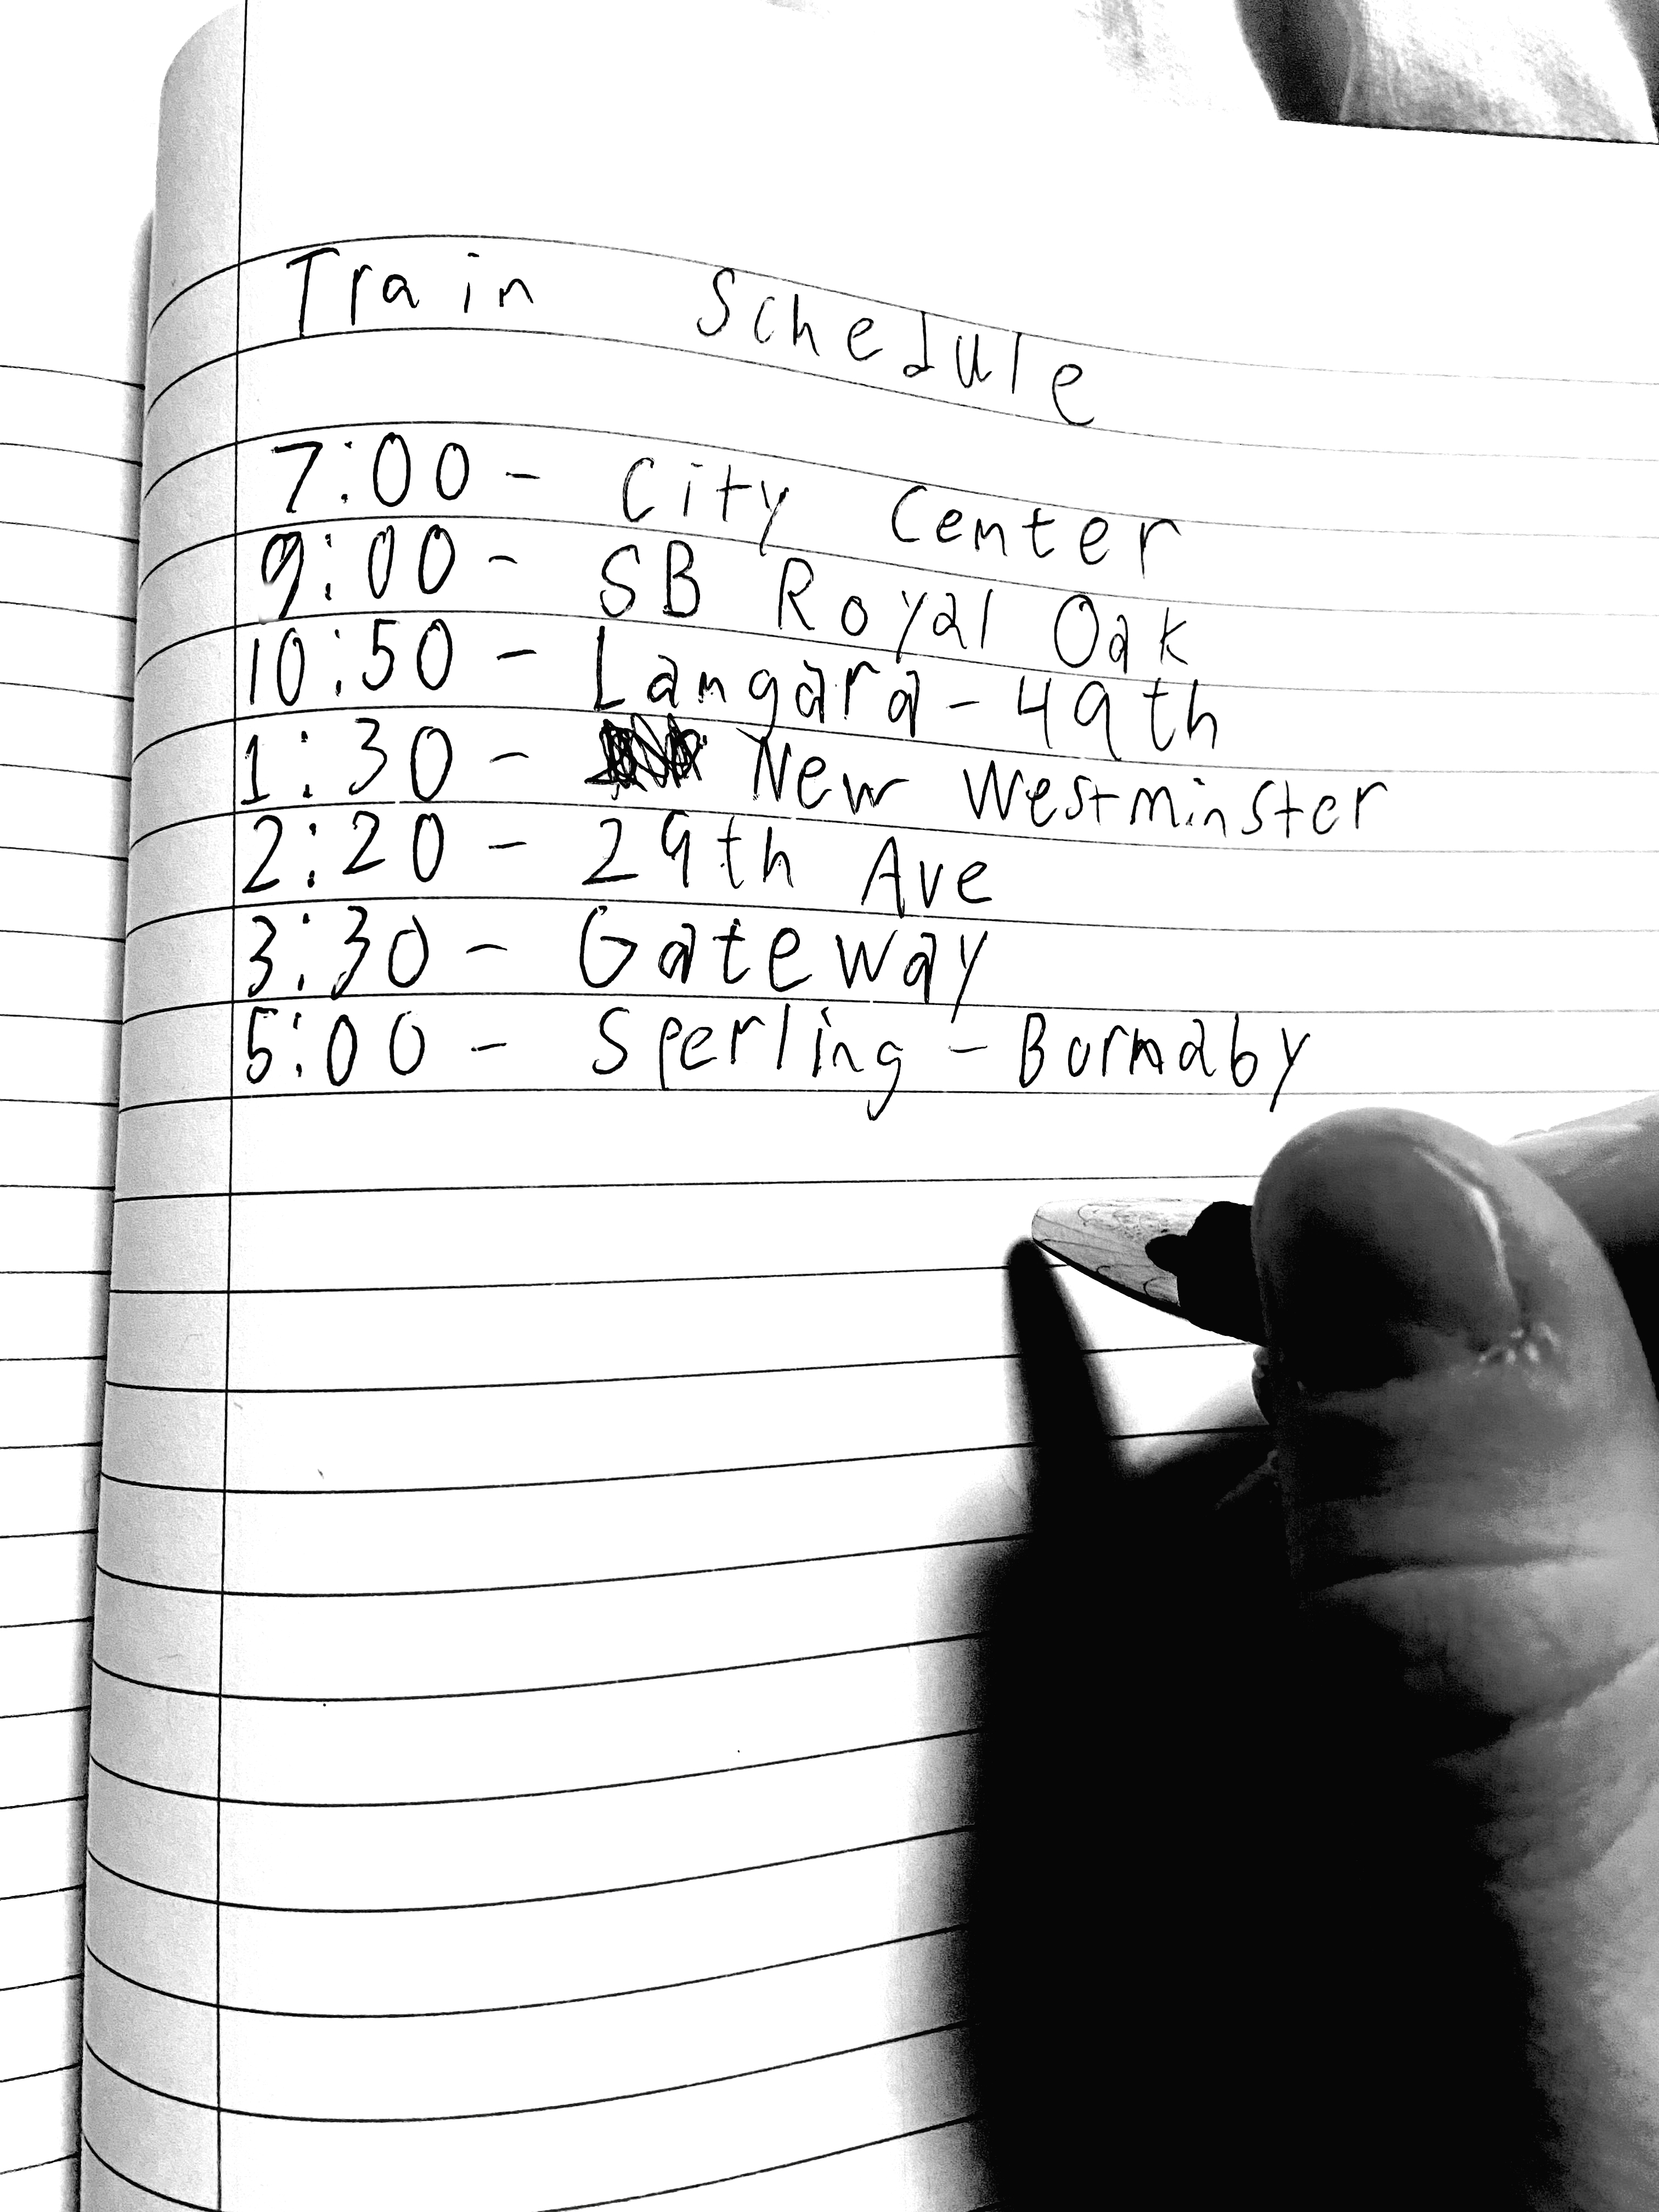 Train Schedule
7:00 - City Center
9:00 - SB Royal Oak
10:50 - Langara - 49th
1:30 - New Westminster
2:20 - 29th Ave
3:30 - Gateway
5:00 - Sperling - Burnaby